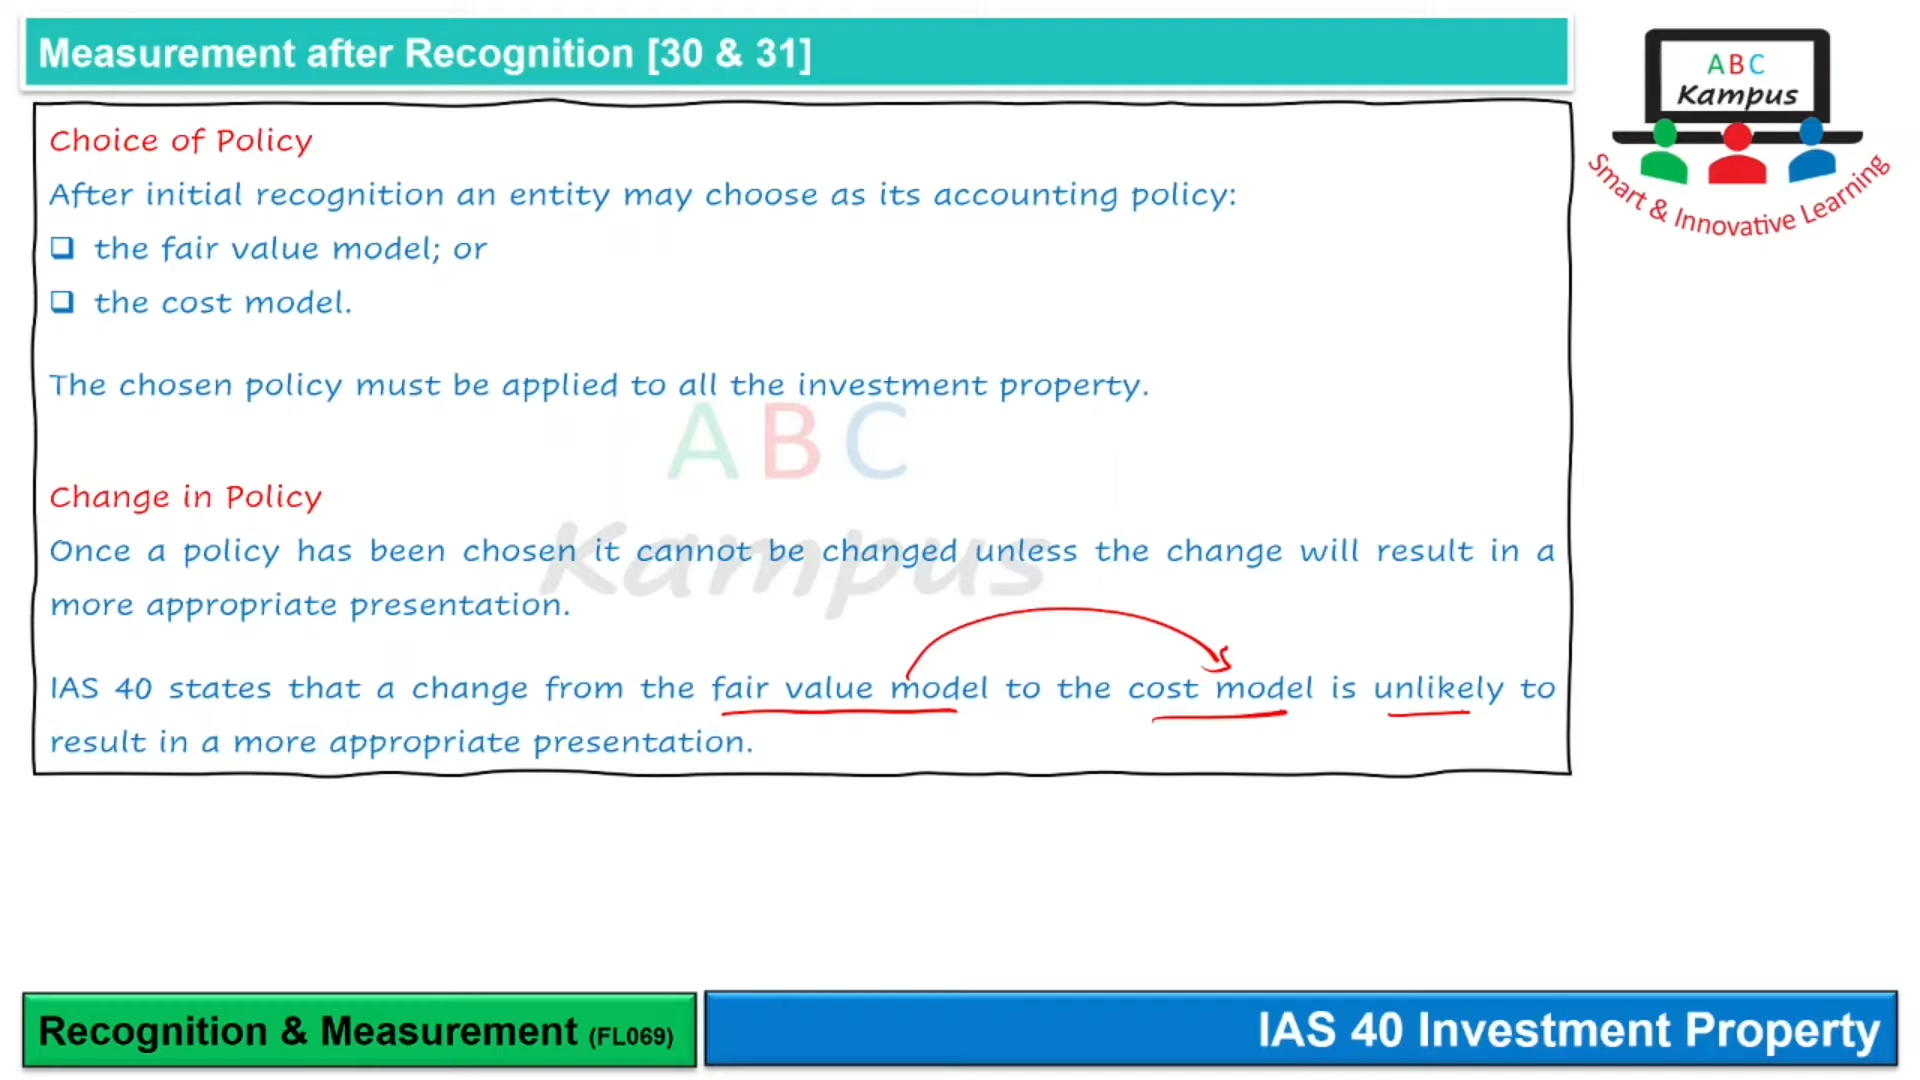 Measurement after Recognition [30 & 31]
ABC
Kampus
Smart & Innovative Learning
Choice of Policy
After initial recognition an entity may choose as its accounting policy:
❑ the fair value model; or
❑ the cost model.
The chosen policy must be applied to all the investment property.
ABC
Kampus
Change in Policy
Once a policy has been chosen it cannot be changed unless the change will result in a
more appropriate presentation.
IAS 40 states that a change from the fair value model to the cost model is unlikely to
result in a more appropriate presentation.
Recognition & Measurement (FL069)
IAS 40 Investment Property